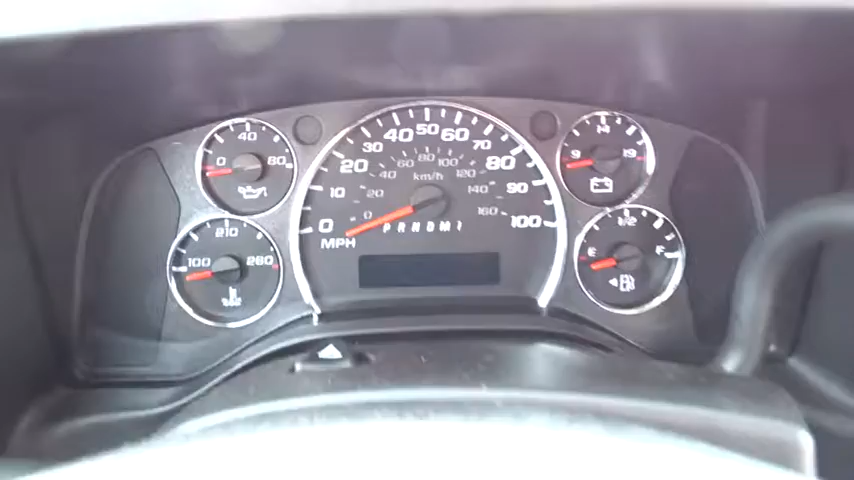 0 40 80
100 210 260
0 10 20 30 40 50 60 70 80 90 100
MPH
0 20 40 60 80 100 120 140 160
km/h
P R N D M 1
9 14 19
E 1/2 F